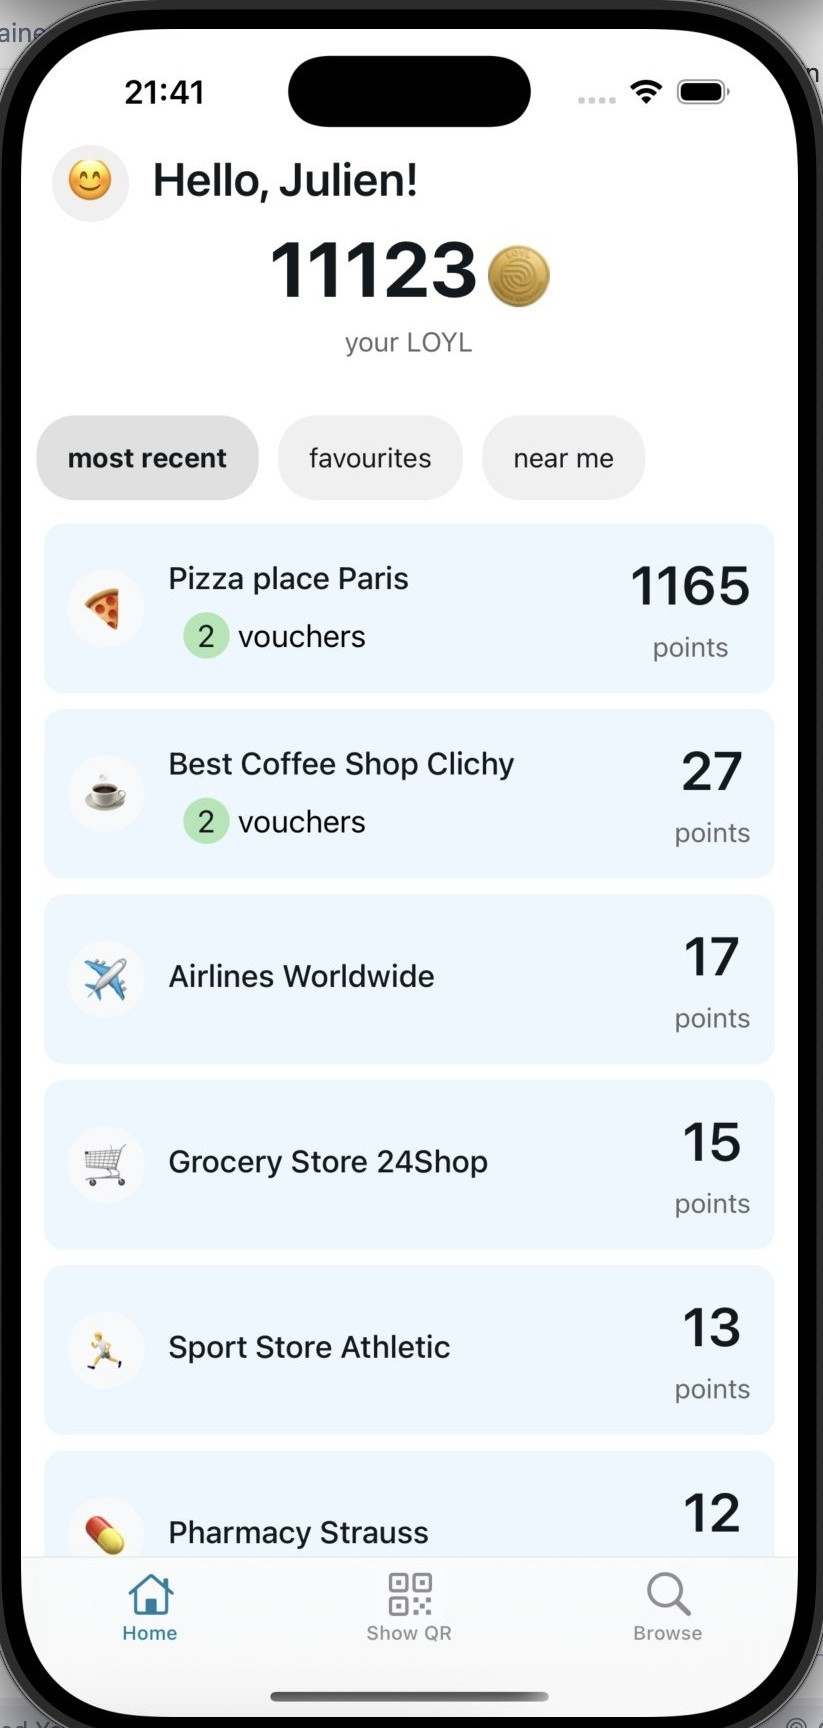 21:41
Hello, Julien!
11123
your LOYL
most recent
favourites
near me
Pizza place Paris
2 vouchers
1165
points
Best Coffee Shop Clichy
2 vouchers
27
points
Airlines Worldwide
17
points
Grocery Store 24Shop
15
points
Sport Store Athletic
13
points
Pharmacy Strauss
12
Home
Show QR
Browse